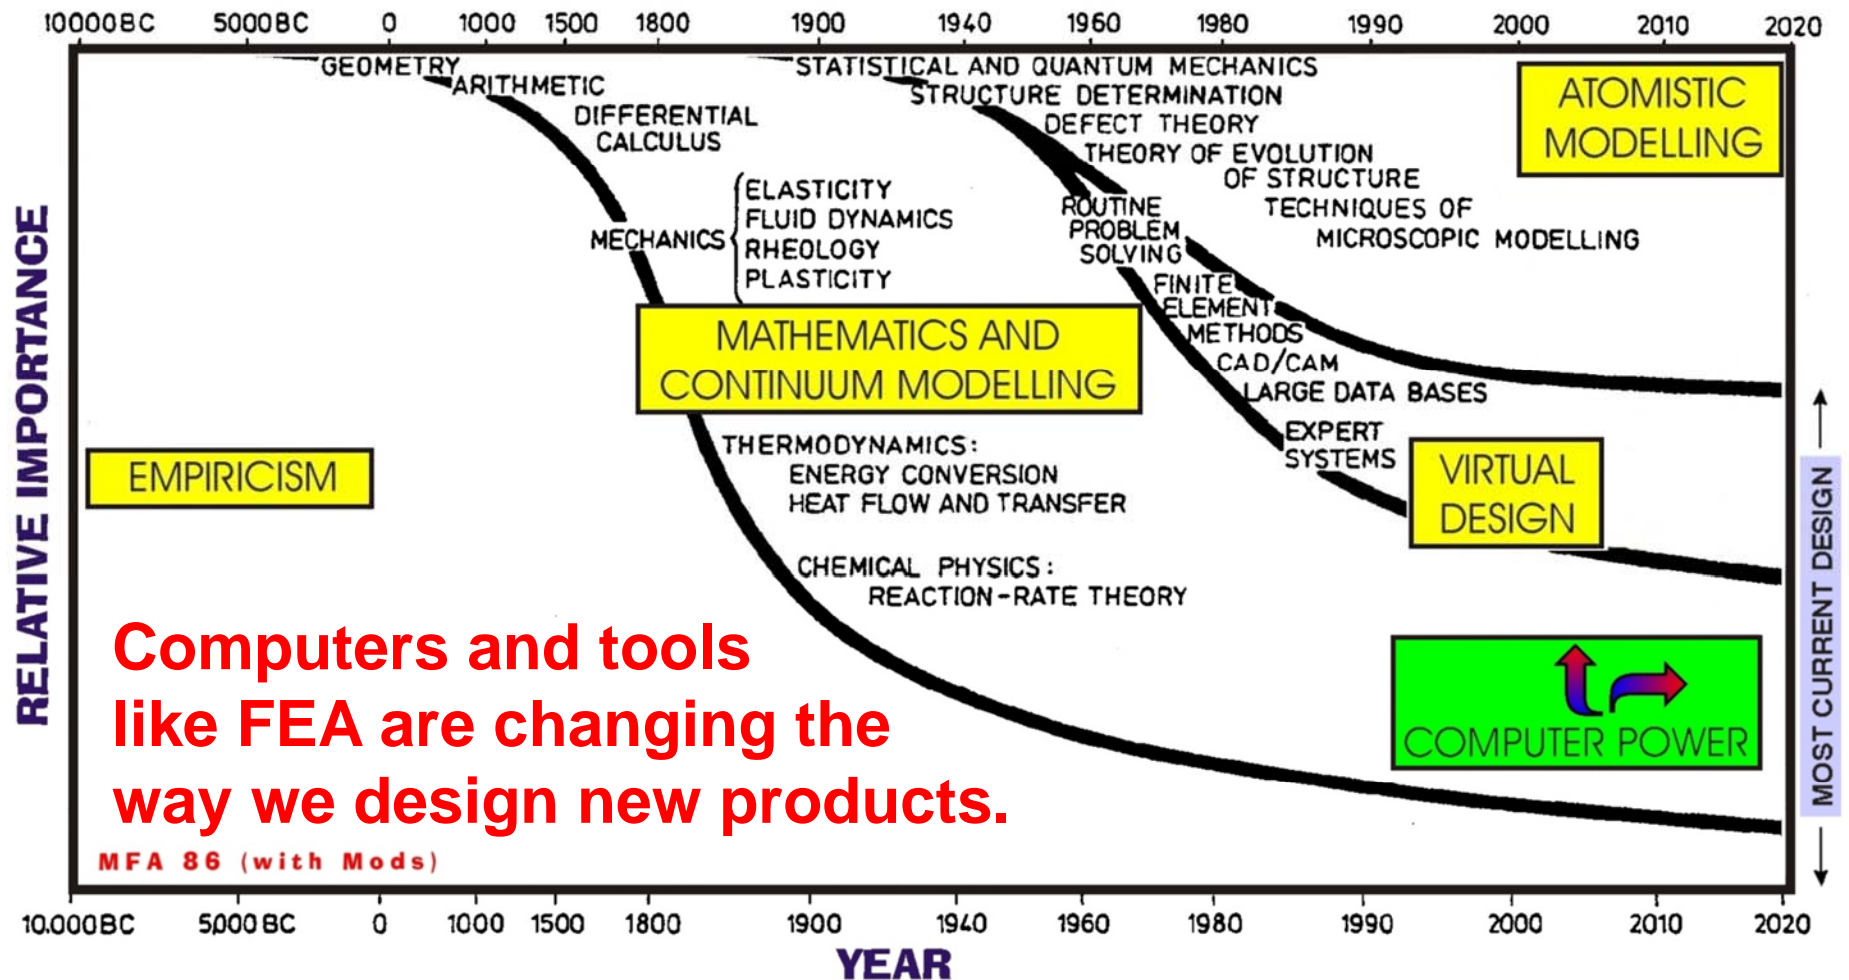 10000BC 5000BC 0 1000 1500 1800 1900 1940 1960 1980 1990 2000 2010 2020
GEOMETRY
ARITHMETIC
DIFFERENTIAL
CALCULUS
MECHANICS
ELASTICITY
FLUID DYNAMICS
RHEOLOGY
PLASTICITY
STATISTICAL AND QUANTUM MECHANICS
STRUCTURE DETERMINATION
DEFECT THEORY
THEORY OF EVOLUTION
OF STRUCTURE
TECHNIQUES OF
MICROSCOPIC MODELLING
ATOMISTIC
MODELLING
ROUTINE
PROBLEM
SOLVING
FINITE
ELEMENT
METHODS
CAD/CAM
LARGE DATA BASES
EXPERT
SYSTEMS
VIRTUAL
DESIGN
MATHEMATICS AND
CONTINUUM MODELLING
THERMODYNAMICS:
ENERGY CONVERSION
HEAT FLOW AND TRANSFER
CHEMICAL PHYSICS:
REACTION-RATE THEORY
EMPIRICISM
RELATIVE IMPORTANCE
Computers and tools
like FEA are changing the
way we design new products.
COMPUTER POWER
MOST CURRENT DESIGN
MFA 86 (with Mods)
10.000BC 5,000BC 0 1000 1500 1800 1900 1940 1960 1980 1990 2000 2010 2020
YEAR